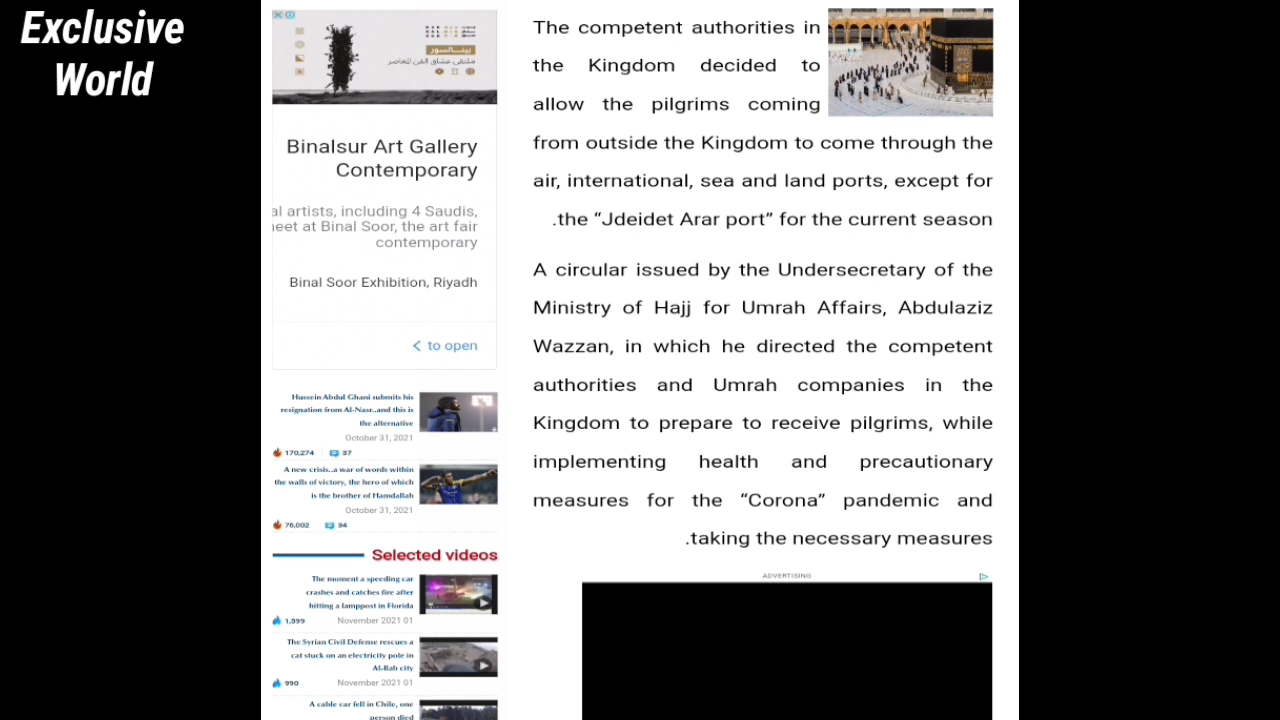 Exclusive
World
بينالسور
ملتقى عشاق الفن المعاصر
Binalsur Art Gallery
Contemporary
al artists, including 4 Saudis,
neet at Binal Soor, the art fair
contemporary
Binal Soor Exhibition, Riyadh
< to open
Hussein Abdul Ghani submits his
resignation from Al-Nasr..and this is
the alternative
October 31, 2021
170,274 37
A new crisis..a war of words within
the walls of victory, the hero of which
is the brother of Hamdallah
October 31, 2021
76,002 34
Selected videos
The moment a speeding car
crashes and catches fire after
hitting a lamppost in Florida
1,599 November 2021 01
The Syrian Civil Defense rescues a
cat stuck on an electricity pole in
Al-Bab city
990 November 2021 01
A cable car fell in Chile, one
person died
The competent authorities in
the Kingdom decided to
allow the pilgrims coming
from outside the Kingdom to come through the
air, international, sea and land ports, except for
.the “Jdeidet Arar port” for the current season
A circular issued by the Undersecretary of the
Ministry of Hajj for Umrah Affairs, Abdulaziz
Wazzan, in which he directed the competent
authorities and Umrah companies in the
Kingdom to prepare to receive pilgrims, while
implementing health and precautionary
measures for the “Corona” pandemic and
.taking the necessary measures
ADVERTISING